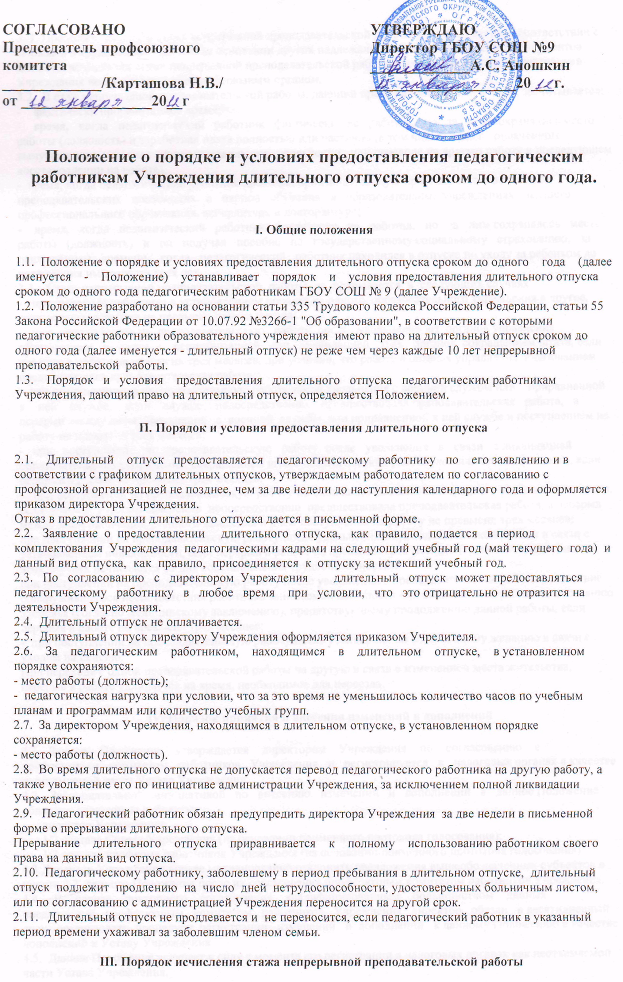 СОГЛАСОВАНО
Председатель профсоюзного
комитета
_____________/Карташова Н.В./
от 12 января 20 г
УТВЕРЖДАЮ
Директор ГБОУ СОШ №9
_____________ А.С. Аношкин
12 января 20 г.
Положение о порядке и условиях предоставления педагогическим
работникам Учреждения длительного отпуска сроком до одного года.
I. Общие положения
1.1. Положение о порядке и условиях предоставления длительного отпуска сроком до одного года (далее
именуется - Положение) устанавливает порядок и условия предоставления длительного отпуска
сроком до одного года педагогическим работникам ГБОУ СОШ № 9 (далее Учреждение).
1.2. Положение разработано на основании статьи 335 Трудового кодекса Российской Федерации, статьи 55
Закона Российской Федерации от 10.07.92 №3266-1 "Об образовании", в соответствии с которыми
педагогические работники образовательного учреждения имеют право на длительный отпуск сроком до
одного года (далее именуется - длительный отпуск) не реже чем через каждые 10 лет непрерывной
преподавательской работы.
1.3. Порядок и условия предоставления длительного отпуска педагогическим работникам
Учреждения, дающий право на длительный отпуск, определяется Положением.
П. Порядок и условия предоставления длительного отпуска
2.1. Длительный отпуск предоставляется педагогическому работнику по его заявлению и в
соответствии с графиком длительных отпусков, утверждаемым работодателем по согласованию с
профсоюзной организацией не позднее, чем за две недели до наступления календарного года и оформляется
приказом директора Учреждения.
Отказ в предоставлении длительного отпуска дается в письменной форме.
2.2. Заявление о предоставлении длительного отпуска, как правило, подается в период
комплектования Учреждения педагогическими кадрами на следующий учебный год (май текущего года) и
данный вид отпуска, как правило, присоединяется к отпуску за истекший учебный год.
2.3. По согласованию с директором Учреждения длительный отпуск может предоставляться
педагогическому работнику в любое время при условии, что это отрицательно не отразится на
деятельности Учреждения.
2.4. Длительный отпуск не оплачивается.
2.5. Длительный отпуск директору Учреждения оформляется приказом Учредителя.
2.6. За педагогическим работником, находящимся в длительном отпуске, в установленном
порядке сохраняются:
- место работы (должность);
- педагогическая нагрузка при условии, что за это время не уменьшилось количество часов по учебным
планам и программам или количество учебных групп.
2.7. За директором Учреждения, находящимся в длительном отпуске, в установленном порядке
сохраняется:
- место работы (должность).
2.8. Во время длительного отпуска не допускается перевод педагогического работника на другую работу, а
также увольнение его по инициативе администрации Учреждения, за исключением полной ликвидации
Учреждения.
2.9. Педагогический работник обязан предупредить директора Учреждения за две недели в письменной
форме о прерывании длительного отпуска.
Прерывание длительного отпуска приравнивается к полному использованию работником своего
права на данный вид отпуска.
2.10. Педагогическому работнику, заболевшему в период пребывания в длительном отпуске, длительный
отпуск подлежит продлению на число дней нетрудоспособности, удостоверенных больничным листом,
или по согласованию с администрацией Учреждения переносится на другой срок.
2.11. Длительный отпуск не продлевается и не переносится, если педагогический работник в указанный
период времени ухаживал за заболевшим членом семьи.
III. Порядок исчисления стажа непрерывной преподавательской работы